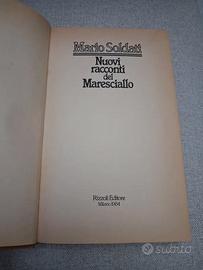 Mario Soldati
Nuovi
racconti
del
Maresciallo
Rizzoli Editore
Milano 1984
subito